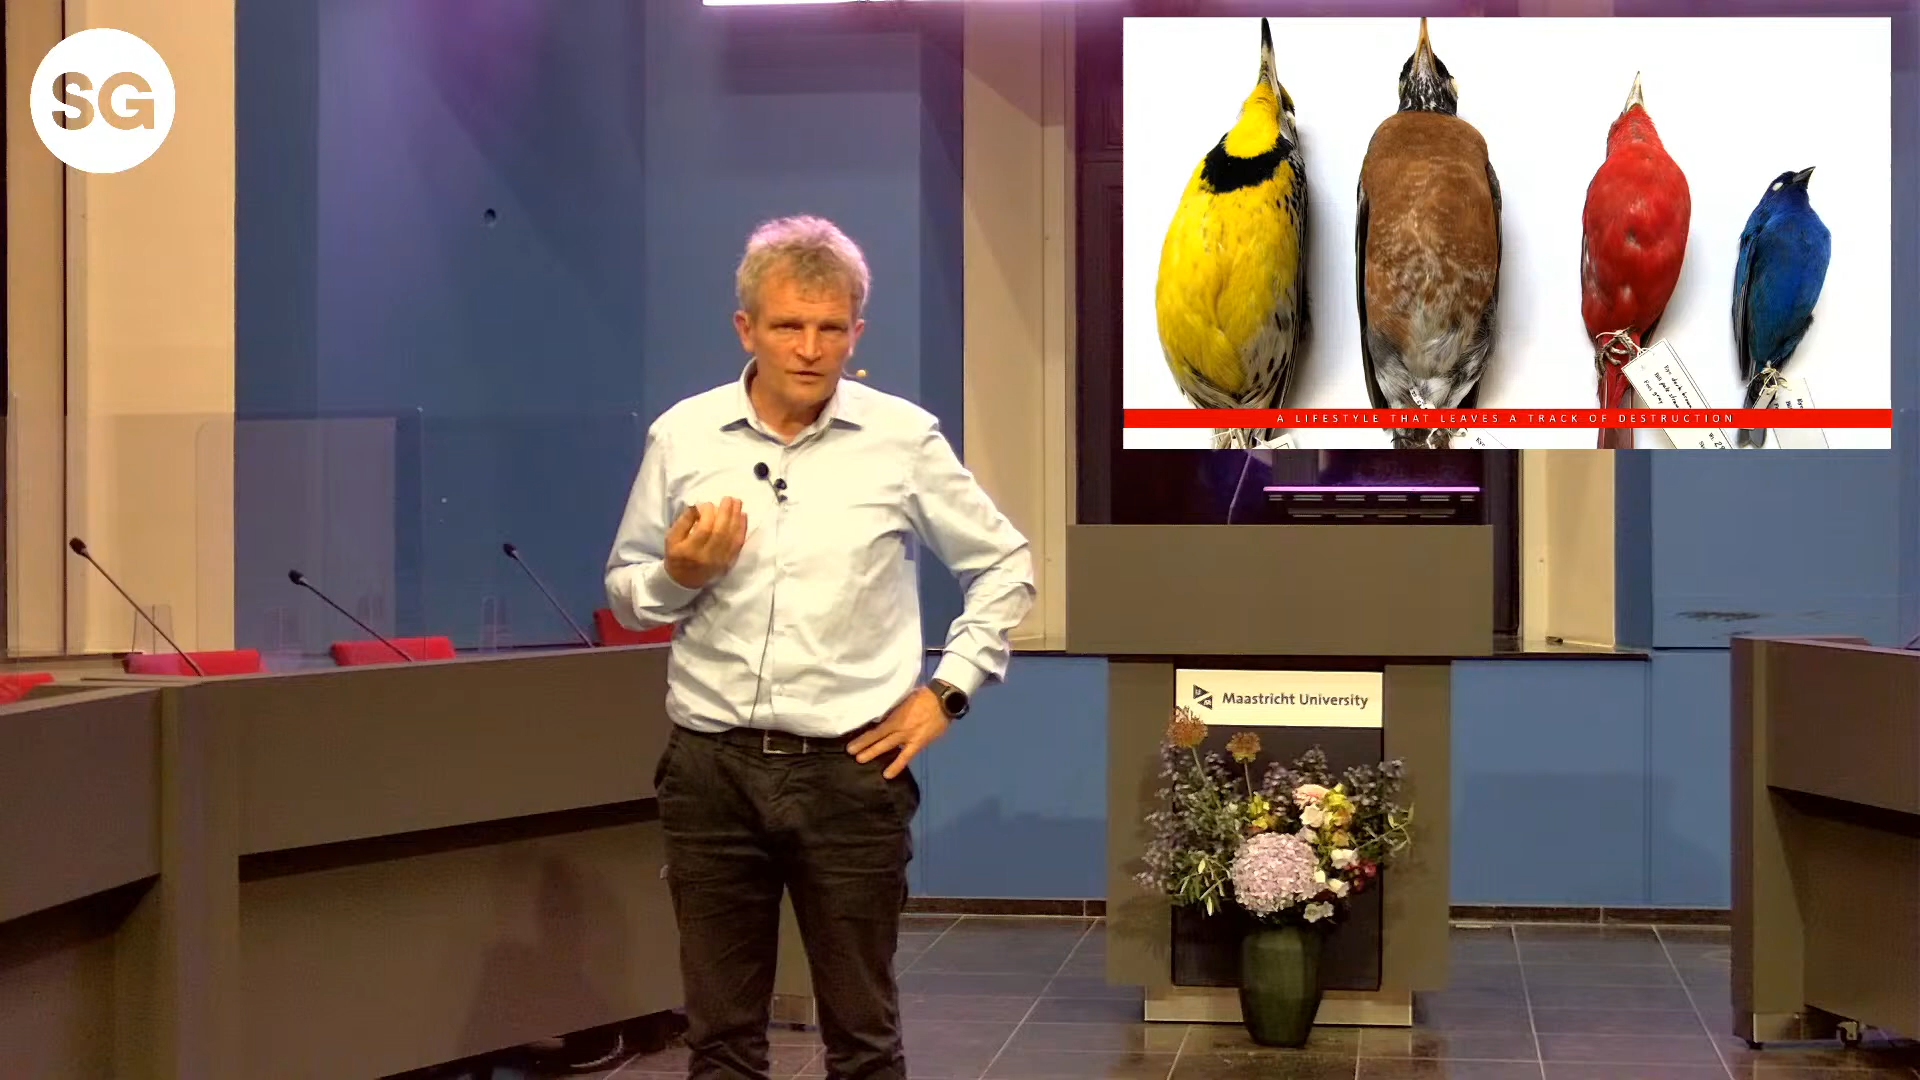 SG
A LIFESTYLE THAT LEAVES A TRACK OF DESTRUCTION
Maastricht University